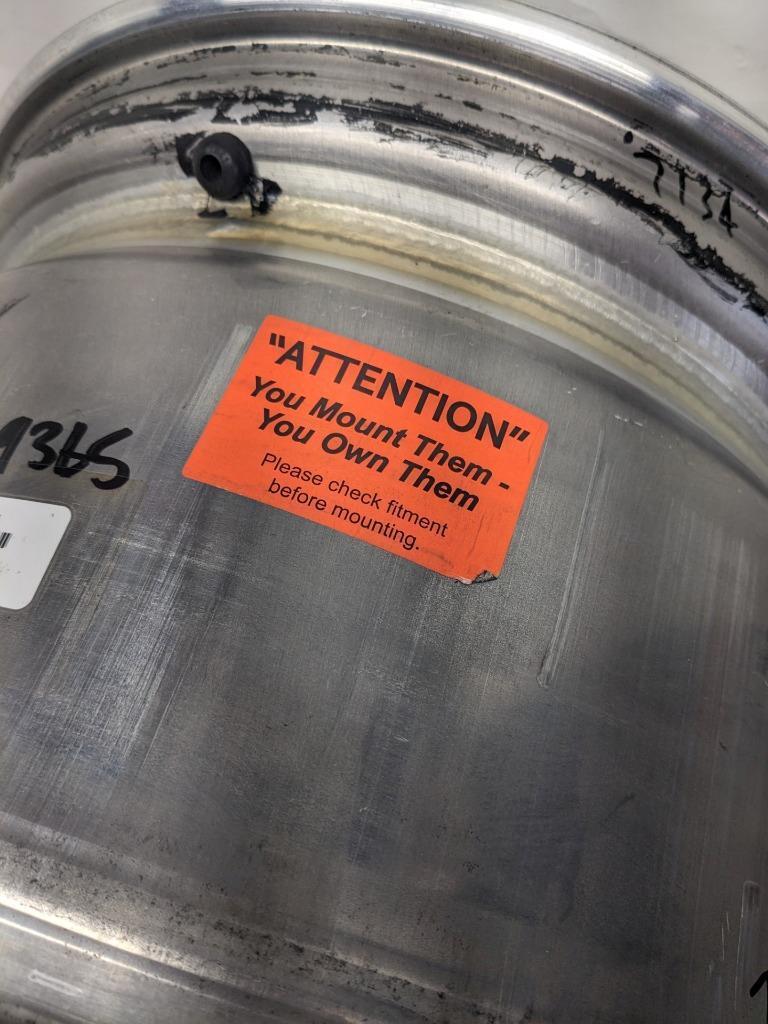 "ATTENTION"
You Mount Them -
You Own Them
Please check fitment
before mounting.